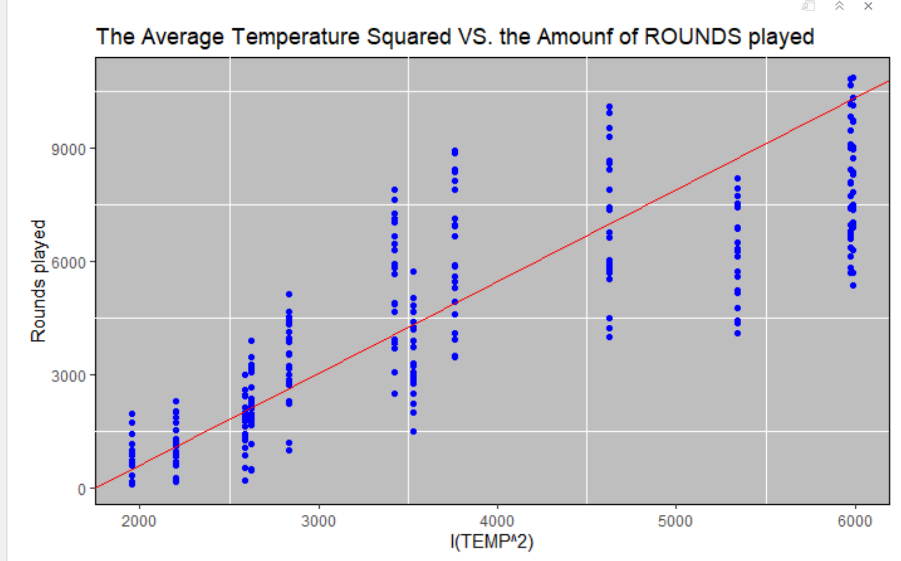 The Average Temperature Squared VS. the Amounf of ROUNDS played
9000
6000
3000
0
Rounds played
2000 3000 4000 5000 6000
I(TEMP^2)